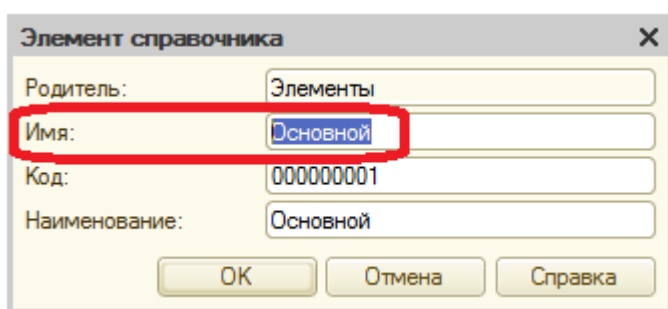 Элемент справочника
Родитель: Элементы
Имя: Основной
Код: 000000001
Наименование: Основной
OK Отмена Справка